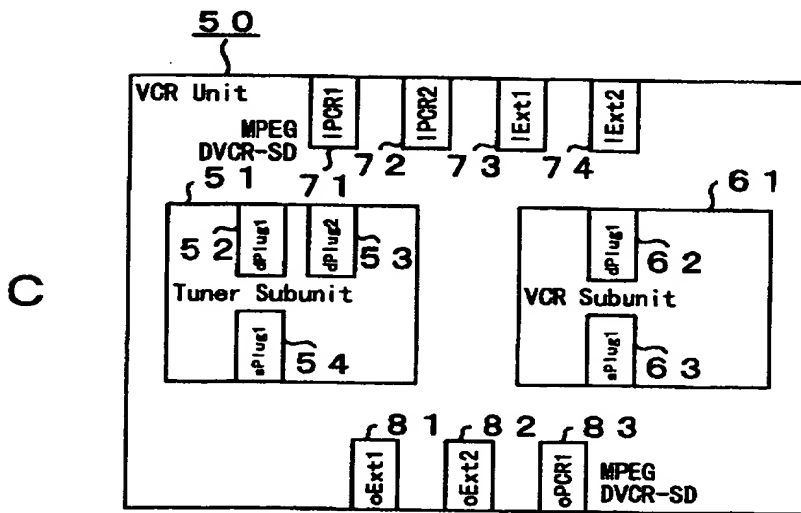 50
VCR Unit
IPCR1
IPCR2
IExt1
IExt2
MPEG
DVCR-SD
71
72
73
74
51
61
52
dPlug1
dPlug2
53
dPlug1
62
Tuner Subunit
VCR Subunit
C
sPlug1
54
sPlug1
63
81
82
83
oExt1
oExt2
oPCR1
MPEG
DVCR-SD